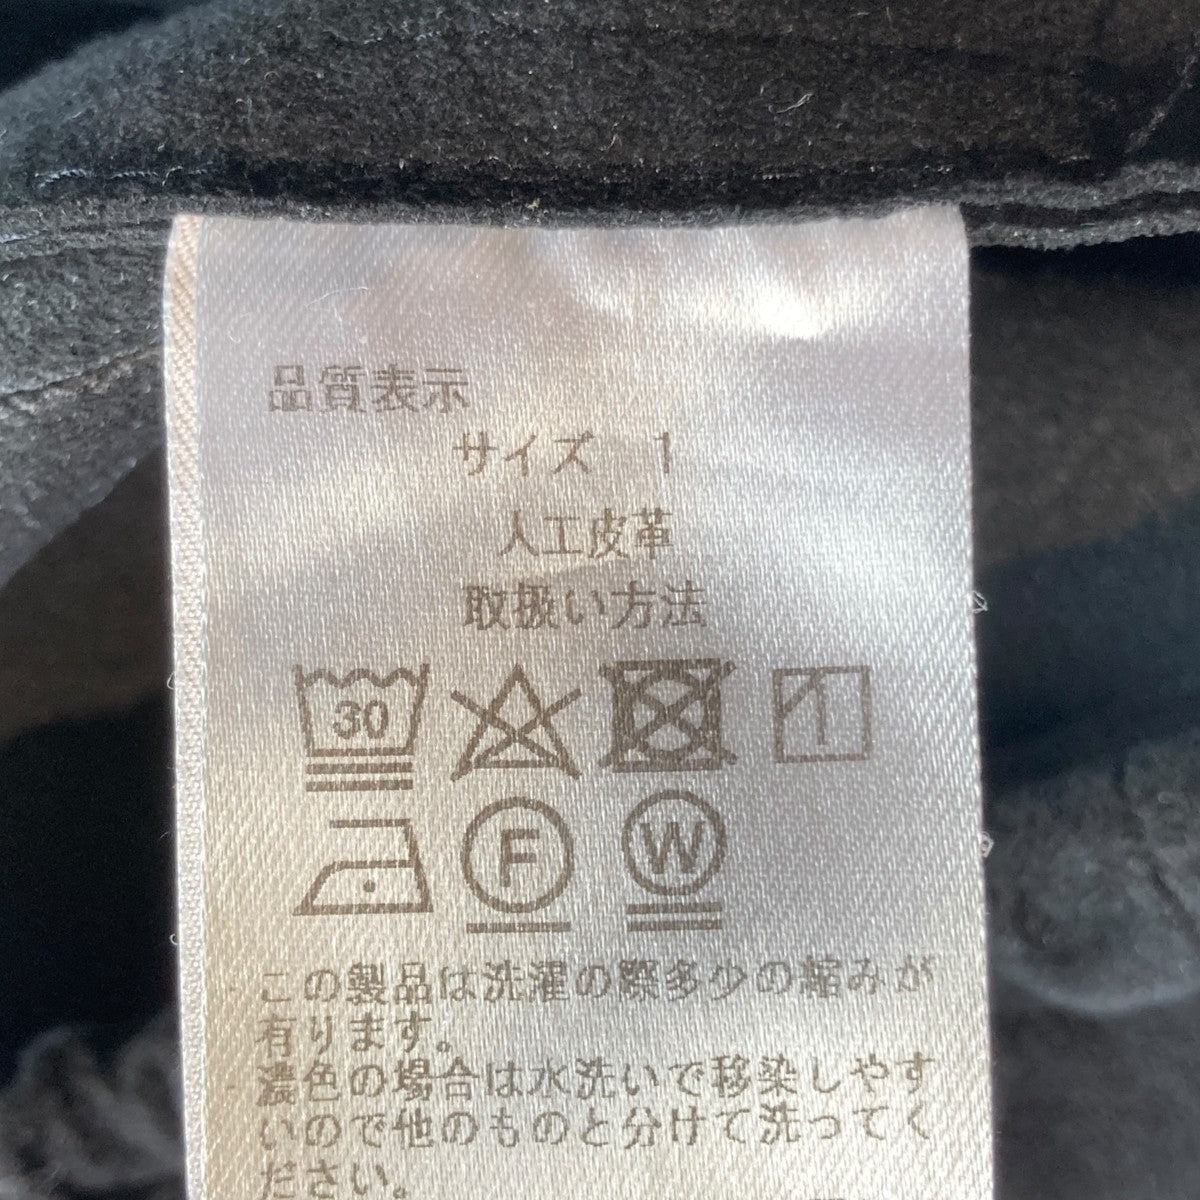 品質表示
サイズ 1
人工皮革
取扱い方法
30
F W
この製品は洗濯の際多少の縮みが
有ります。
濃色の場合は水洗いで移染しやす
いので他のものと分けて洗ってく
ださい。